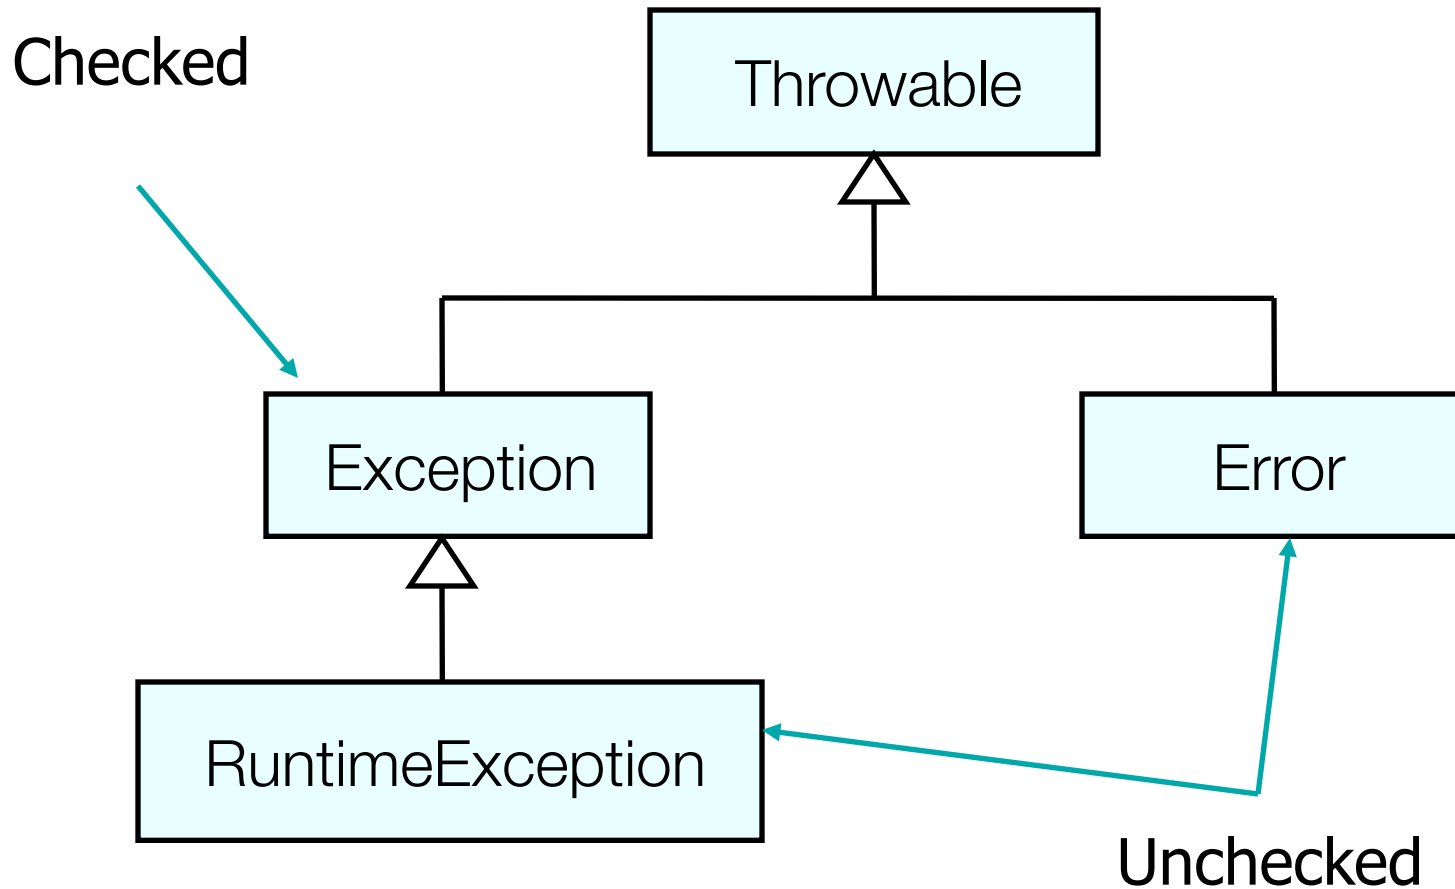 Checked
Throwable
Exception
Error
RuntimeException
Unchecked